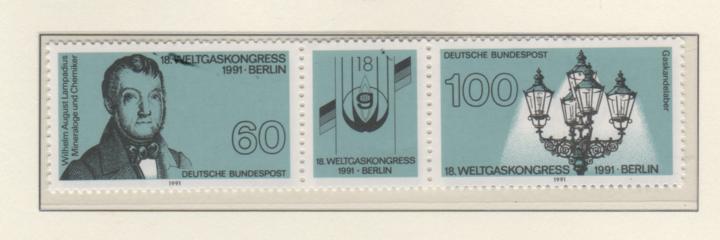 Wilhelm August Lampadius
Mineraloge und Chemiker
18. WELTGASKONGRESS
1991 · BERLIN
60
DEUTSCHE BUNDESPOST
1991
18
9
18. WELTGASKONGRESS
1991 · BERLIN
DEUTSCHE BUNDESPOST
100
Gaskandelaber
18. WELTGASKONGRESS 1991 · BERLIN
1991